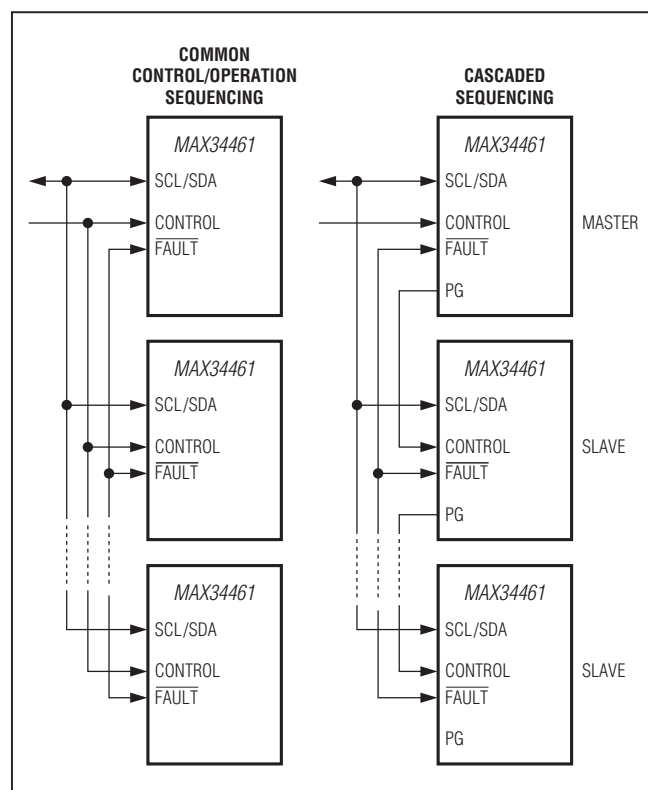 COMMON
CONTROL/OPERATION
SEQUENCING
MAX34461
SCL/SDA
CONTROL
FAULT
MAX34461
SCL/SDA
CONTROL
FAULT
MAX34461
SCL/SDA
CONTROL
FAULT
CASCADED
SEQUENCING
MAX34461
SCL/SDA
CONTROL
FAULT
PG
MASTER
MAX34461
SCL/SDA
CONTROL
FAULT
PG
SLAVE
MAX34461
SCL/SDA
CONTROL
FAULT
PG
SLAVE